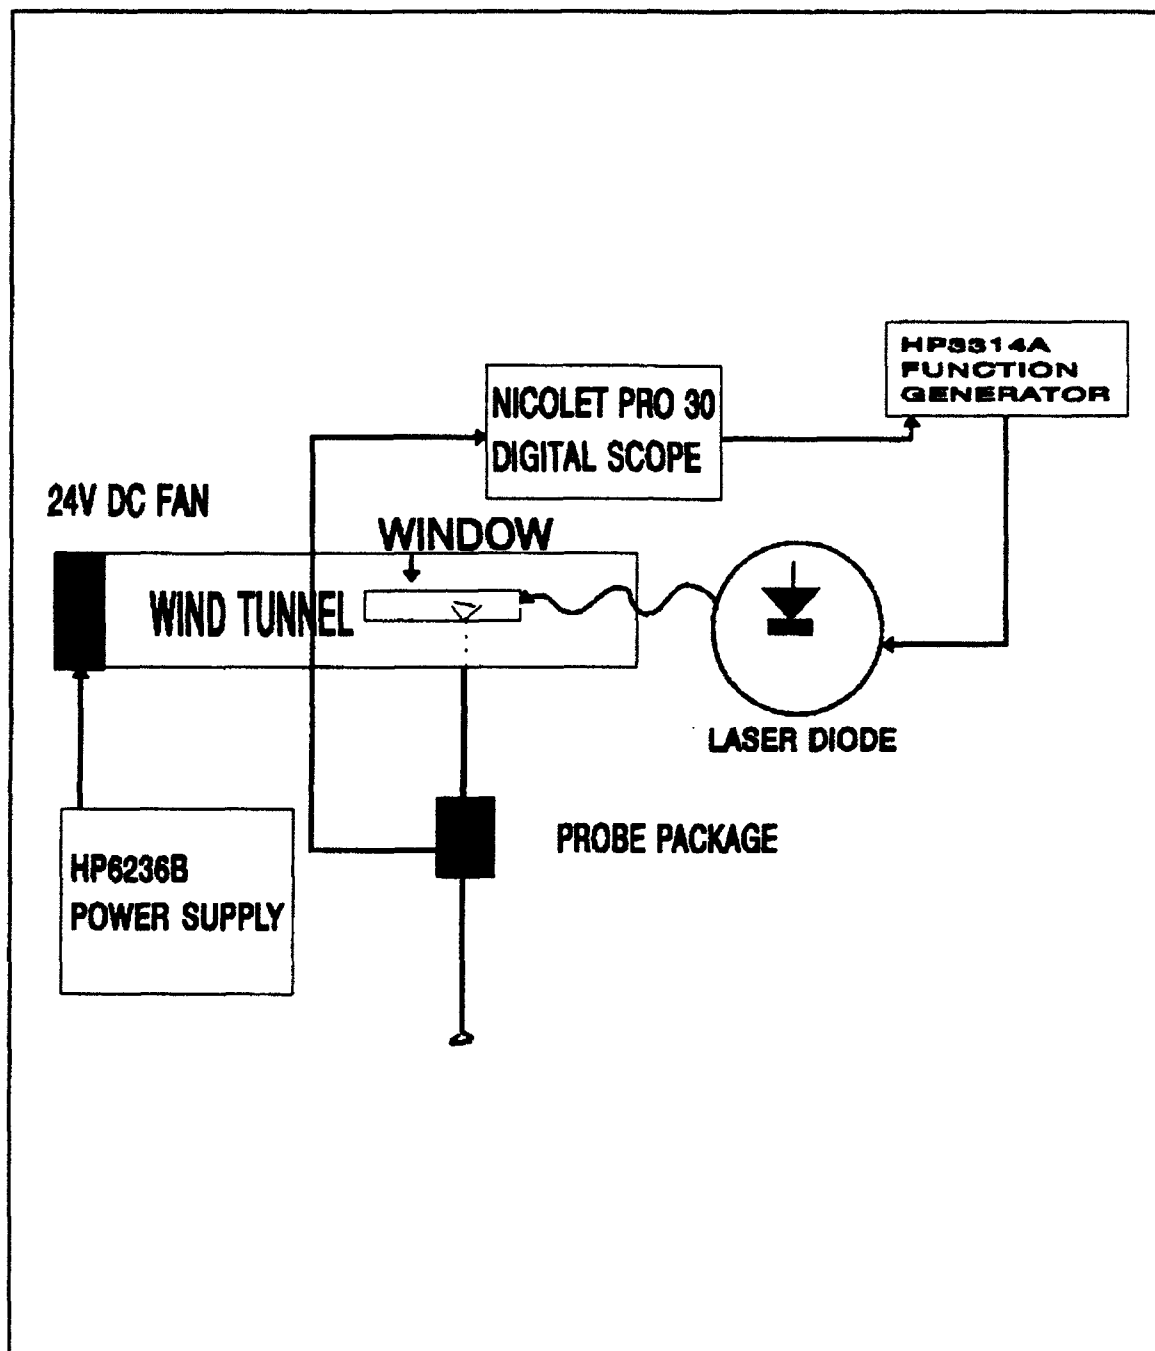 HP3314A
FUNCTION
GENERATOR
NICOLET PRO 30
DIGITAL SCOPE
24V DC FAN
WINDOW
WIND TUNNEL
LASER DIODE
PROBE PACKAGE
HP6236B
POWER SUPPLY